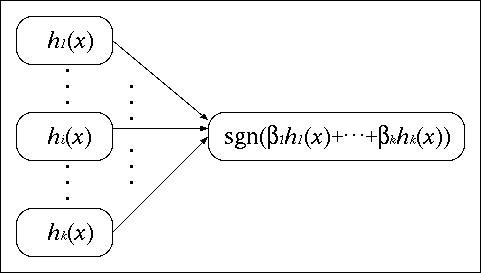 h₁(x)
hᵢ(x)
sgn(β₁h₁(x)+···+βₖhₖ(x))
hₖ(x)